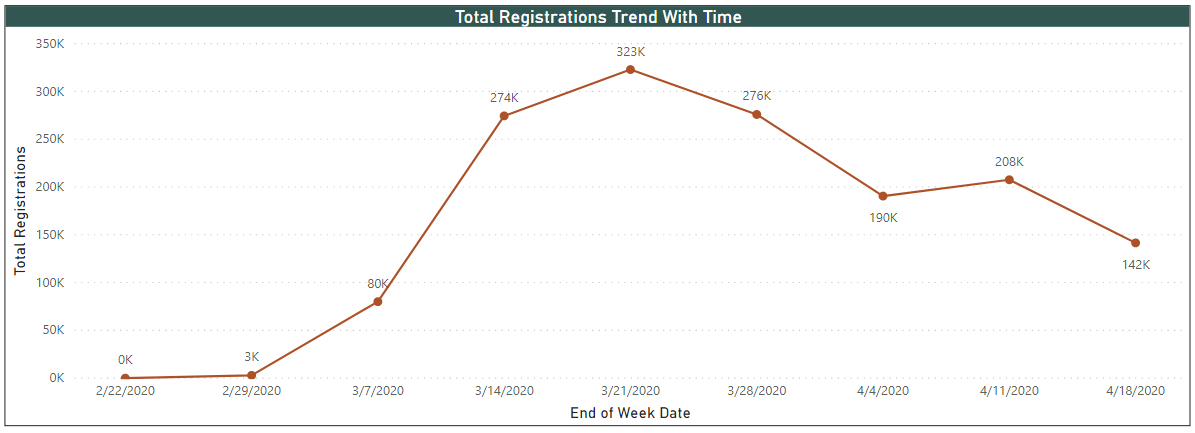 Total Registrations Trend With Time
350K
323K
300K
274K
276K
250K
208K
200K
190K
150K
142K
100K
80K
50K
0K
3K
0K
Total Registrations
2/22/2020 2/29/2020 3/7/2020 3/14/2020 3/21/2020 3/28/2020 4/4/2020 4/11/2020 4/18/2020
End of Week Date